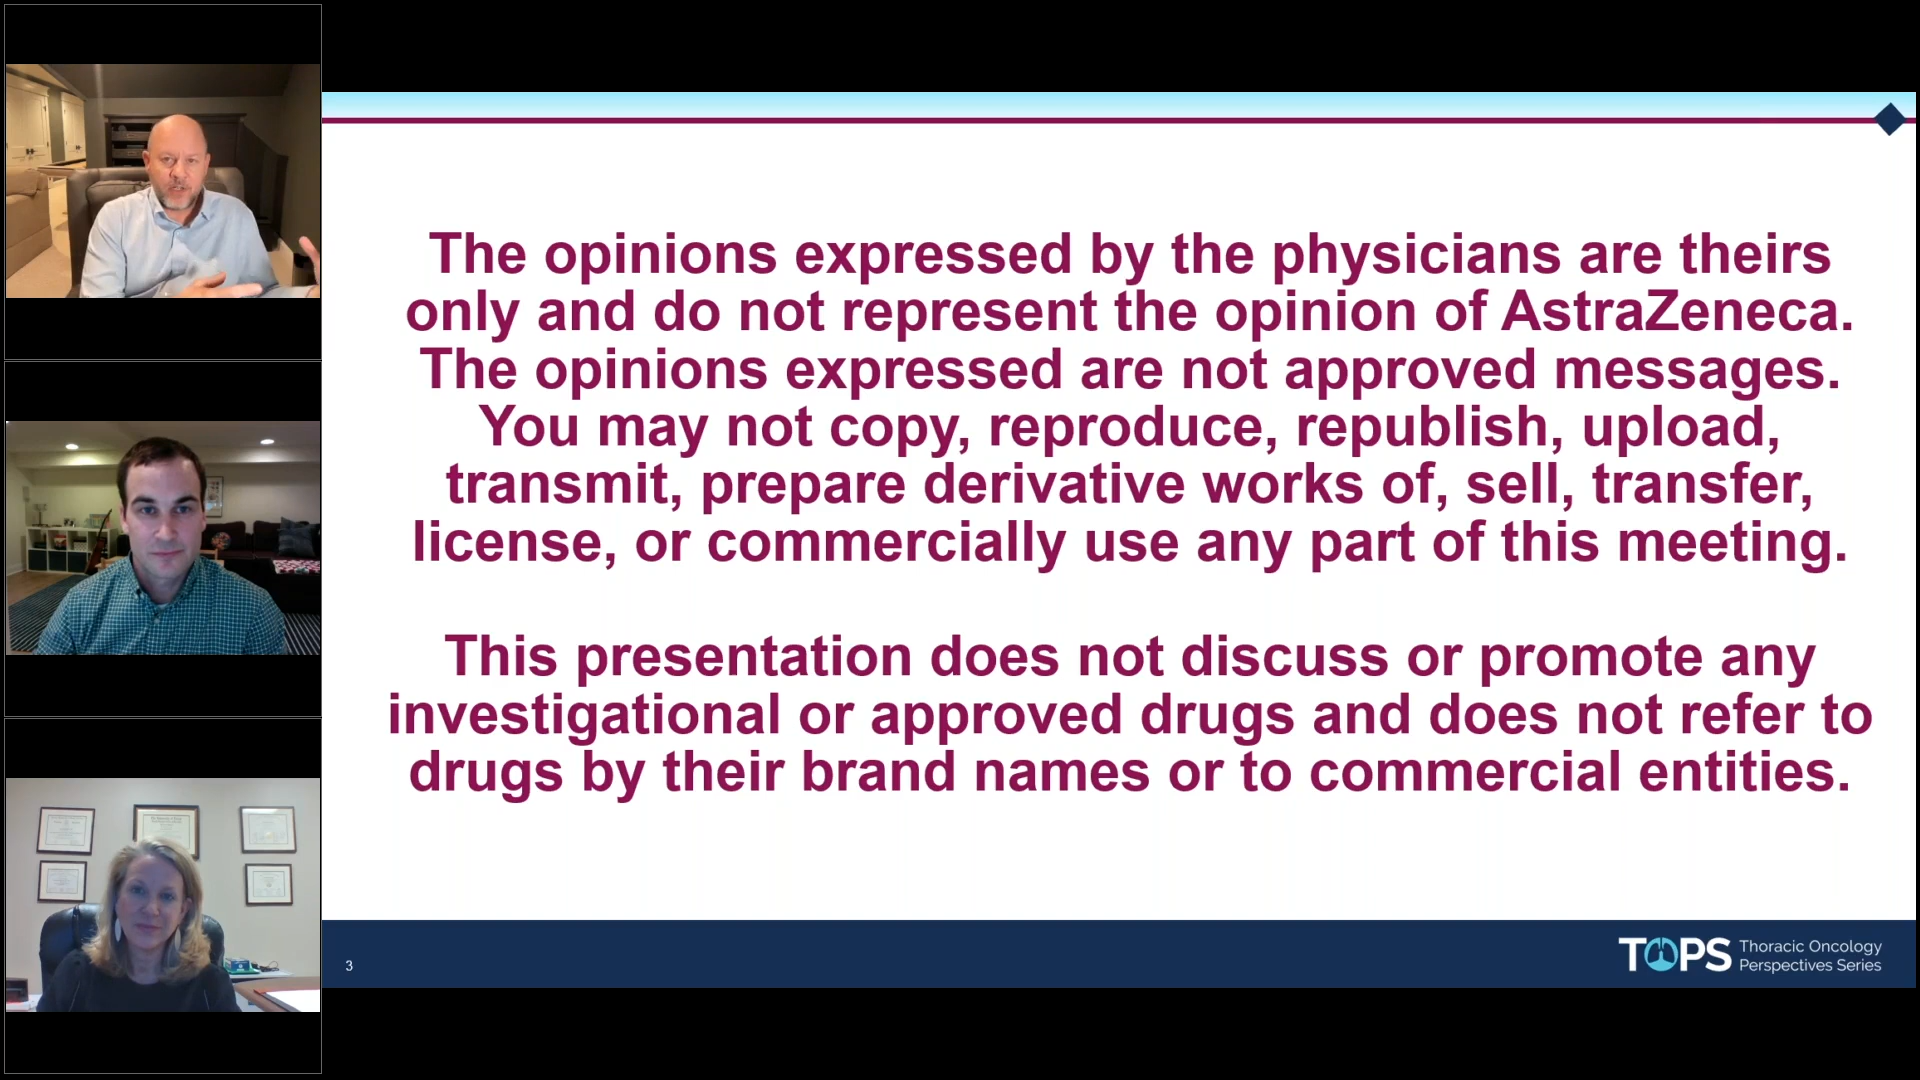 The opinions expressed by the physicians are theirs
only and do not represent the opinion of AstraZeneca.
The opinions expressed are not approved messages.
You may not copy, reproduce, republish, upload,
transmit, prepare derivative works of, sell, transfer,
license, or commercially use any part of this meeting.
This presentation does not discuss or promote any
investigational or approved drugs and does not refer to
drugs by their brand names or to commercial entities.
3
TOPS
Thoracic Oncology
Perspectives Series